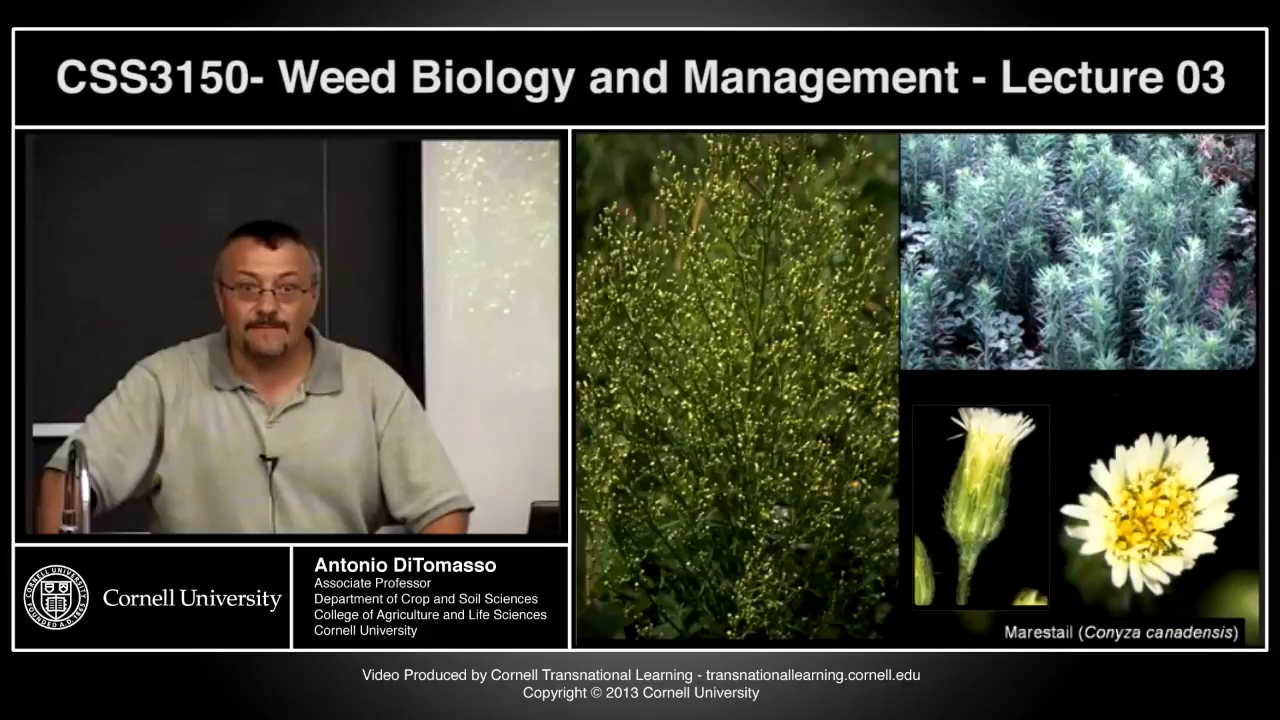 CSS3150- Weed Biology and Management - Lecture 03
Cornell University
Antonio DiTomasso
Associate Professor
Department of Crop and Soil Sciences
College of Agriculture and Life Sciences
Cornell University
Marestail (Conyza canadensis)
Video Produced by Cornell Transnational Learning - transnationallearning.cornell.edu
Copyright © 2013 Cornell University